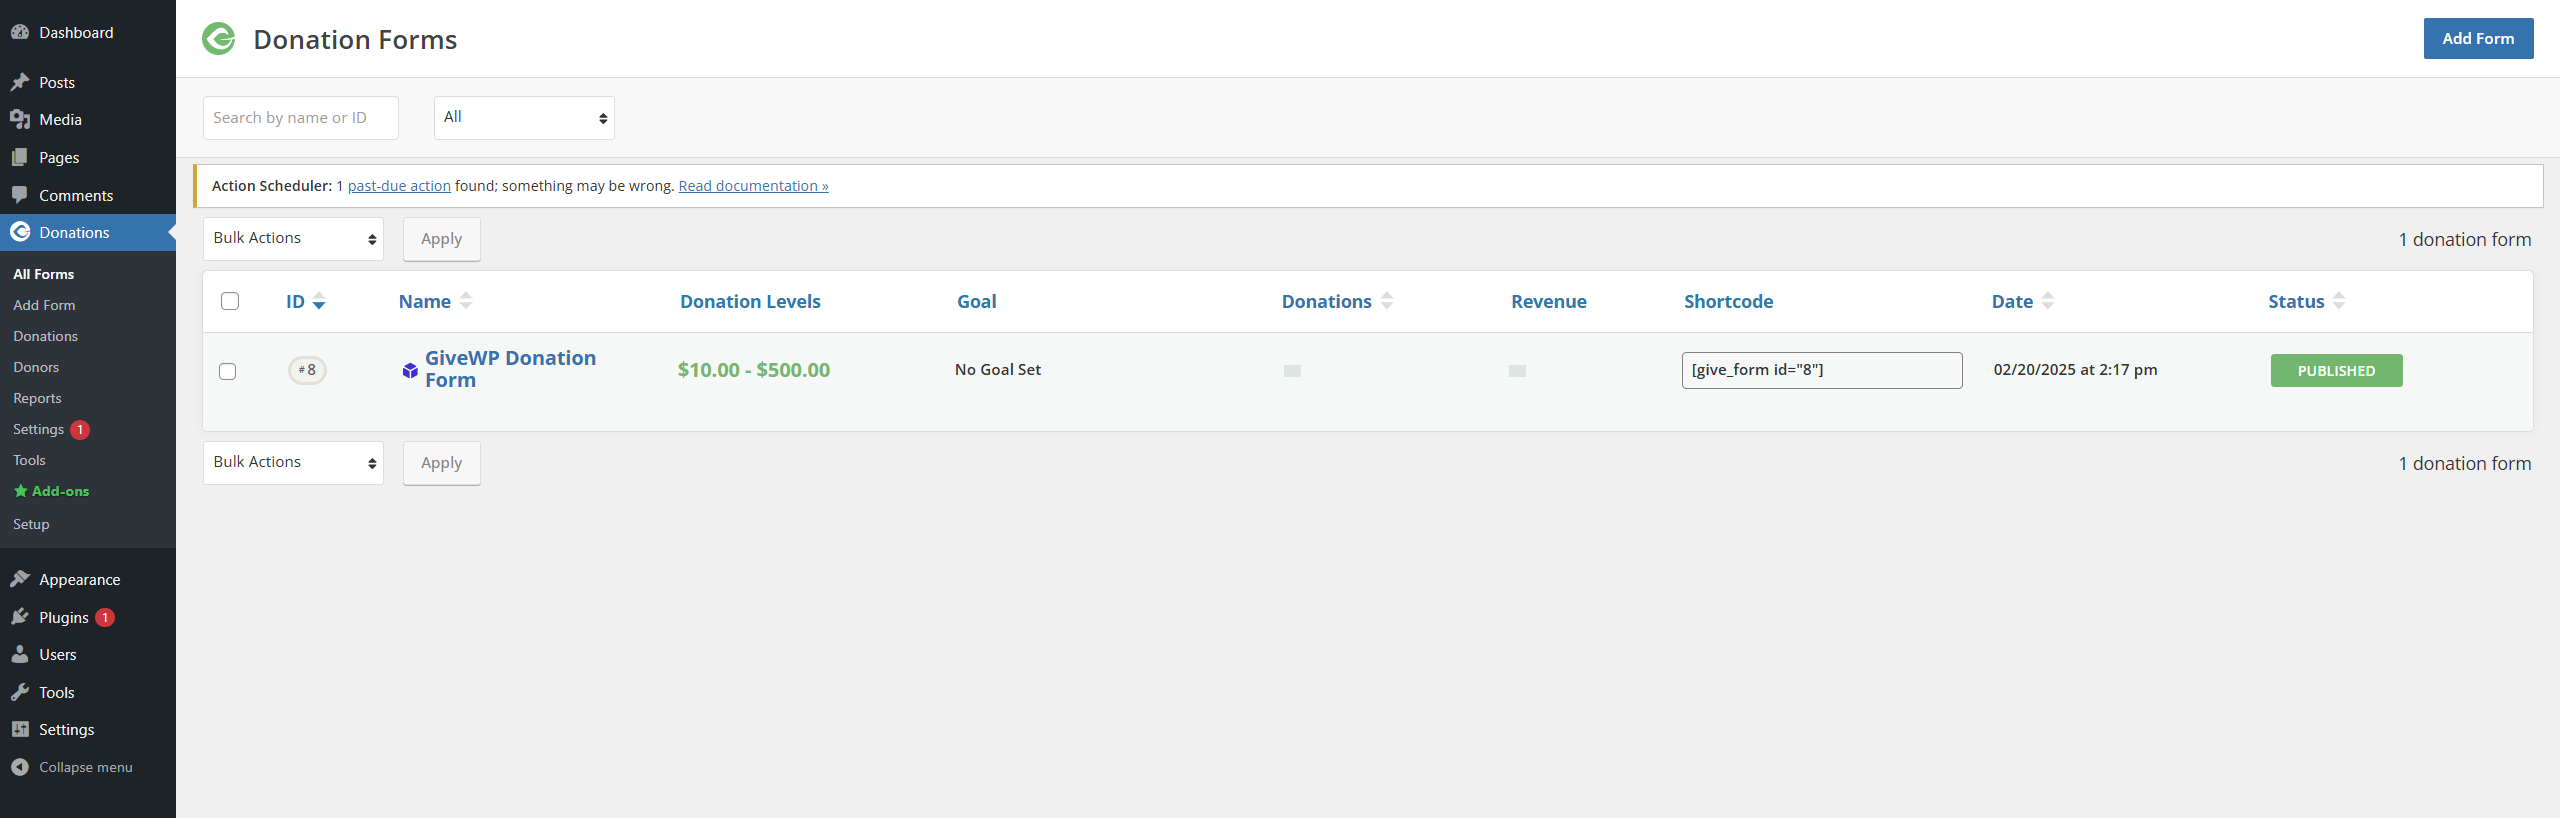 Dashboard
Posts
Media
Pages
Comments
Donations
All Forms
Add Form
Donations
Donors
Reports
Settings 1
Tools
Add-ons
Setup
Appearance
Plugins 1
Users
Tools
Settings
Collapse menu
Donation Forms
Add Form
Search by name or ID
All
Action Scheduler: 1 past-due action found; something may be wrong. Read documentation »
Bulk Actions
Apply
1 donation form
ID Name Donation Levels Goal Donations Revenue Shortcode Date Status
#8
GiveWP Donation
Form
$10.00 - $500.00
No Goal Set
[give_form id="8"]
02/20/2025 at 2:17 pm
PUBLISHED
Bulk Actions
Apply
1 donation form